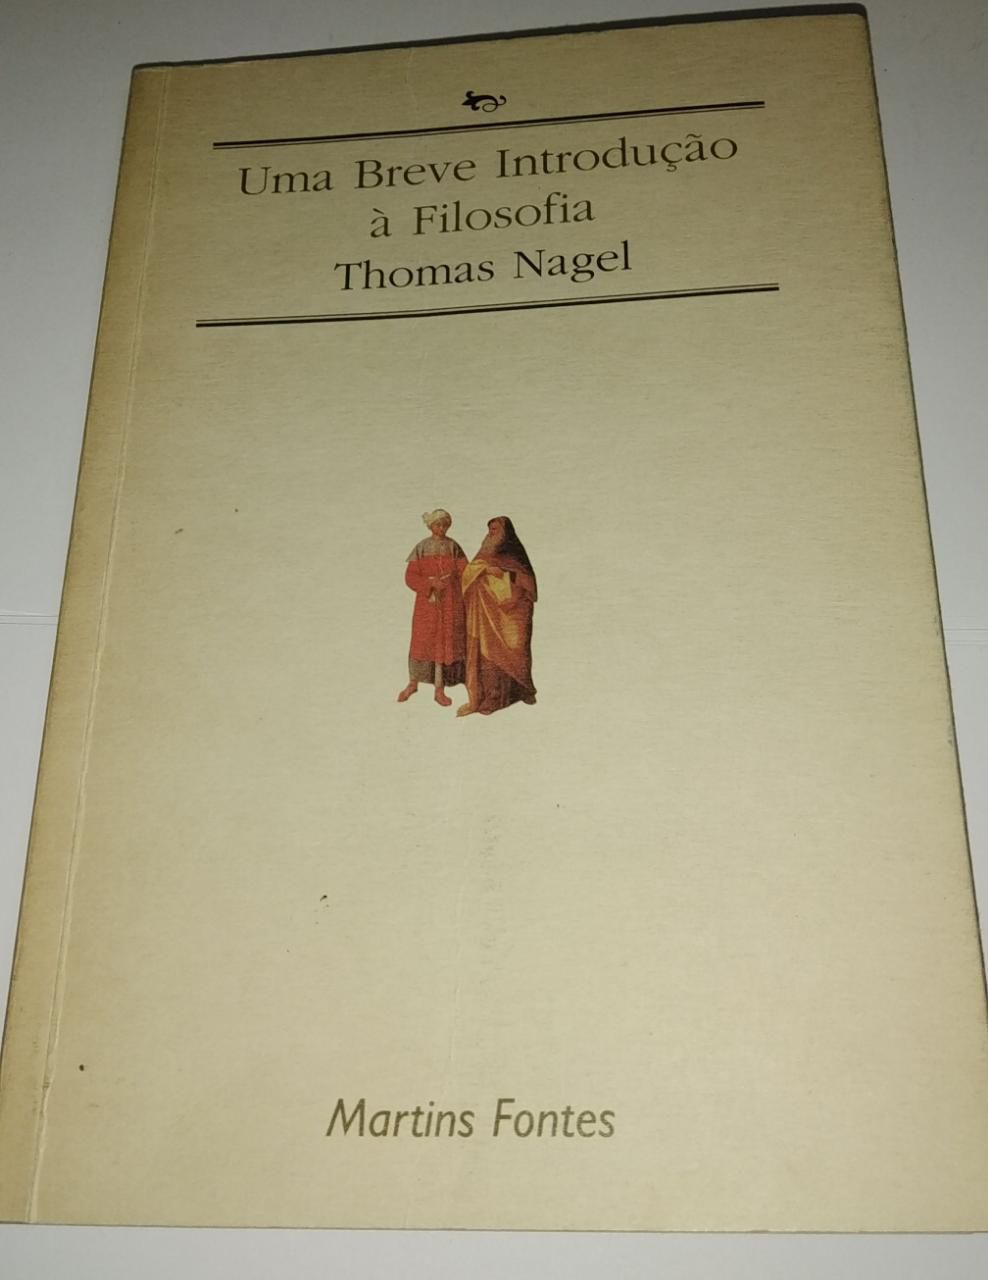 Uma Breve Introdução
à Filosofia
Thomas Nagel
Martins Fontes